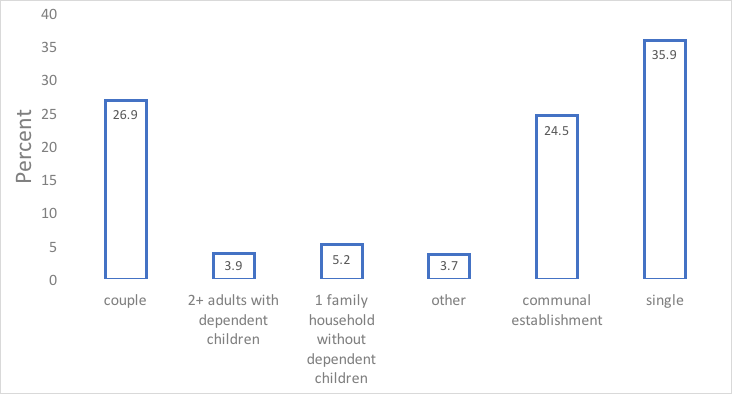 40
35
30
25
20
15
10
5
0
Percent
26.9
3.9
5.2
3.7
24.5
35.9
couple
2+ adults with
dependent
children
1 family
household
without
dependent
children
other
communal
establishment
single